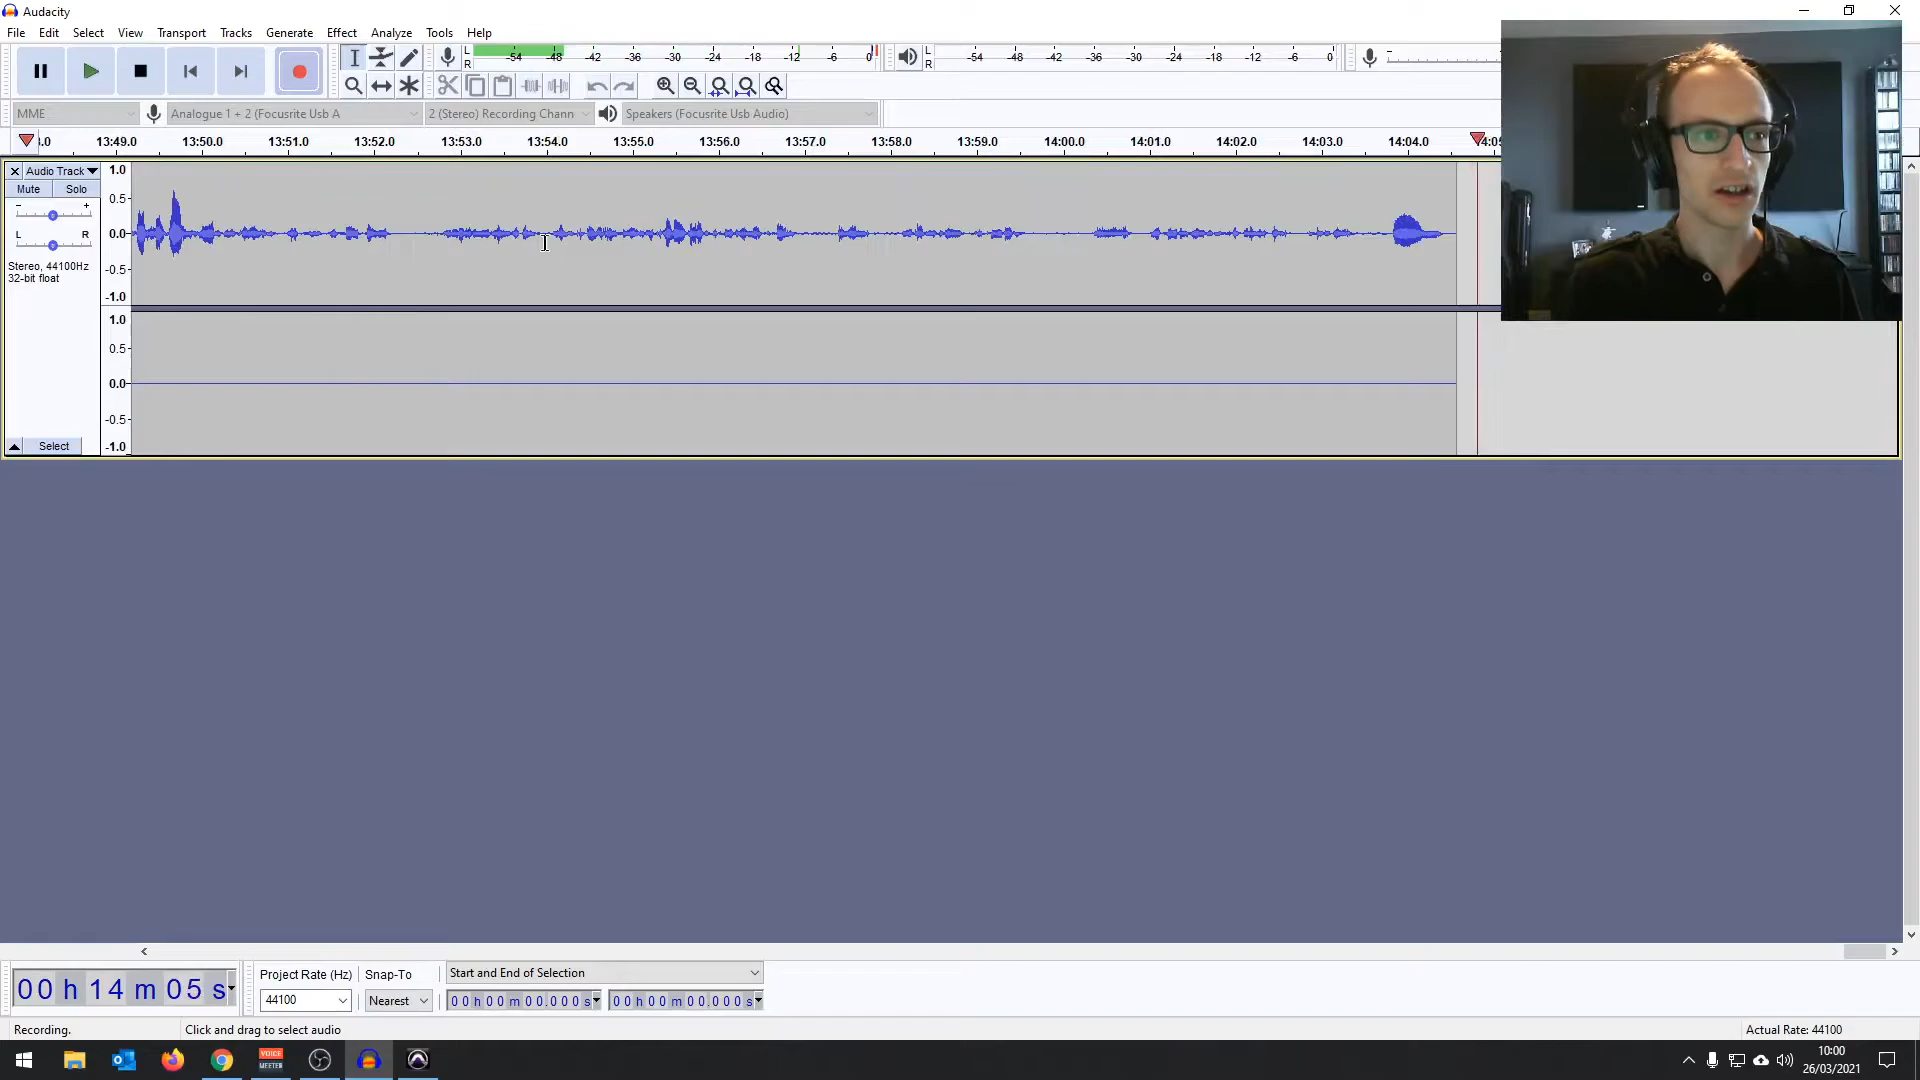 Audacity
File Edit Select View Transport Tracks Generate Effect Analyze Tools Help
L R -54 -48 -42 -36 -30 -24 -18 -12 -6 0
L R -54 -48 -42 -36 -30 -24 -18 -12 -6 0
MME Analogue 1 + 2 (Focusrite Usb A 2 (Stereo) Recording Chann Speakers (Focusrite Usb Audio)
13:49.0 13:50.0 13:51.0 13:52.0 13:53.0 13:54.0 13:55.0 13:56.0 13:57.0 13:58.0 13:59.0 14:00.0 14:01.0 14:02.0 14:03.0 14:04.0
Audio Track
Mute Solo
- +
L R
Stereo, 44100Hz
32-bit float
1.0
0.5
0.0
-0.5
-1.0
1.0
0.5
0.0
-0.5
-1.0
Select
00 h 14 m 05 s
Project Rate (Hz) Snap-To Start and End of Selection
44100 Nearest 00 h 00 m 00.000 s 00 h 00 m 00.000 s
Recording. Click and drag to select audio Actual Rate: 44100
VOICE
MEETER
10:00
26/03/2021